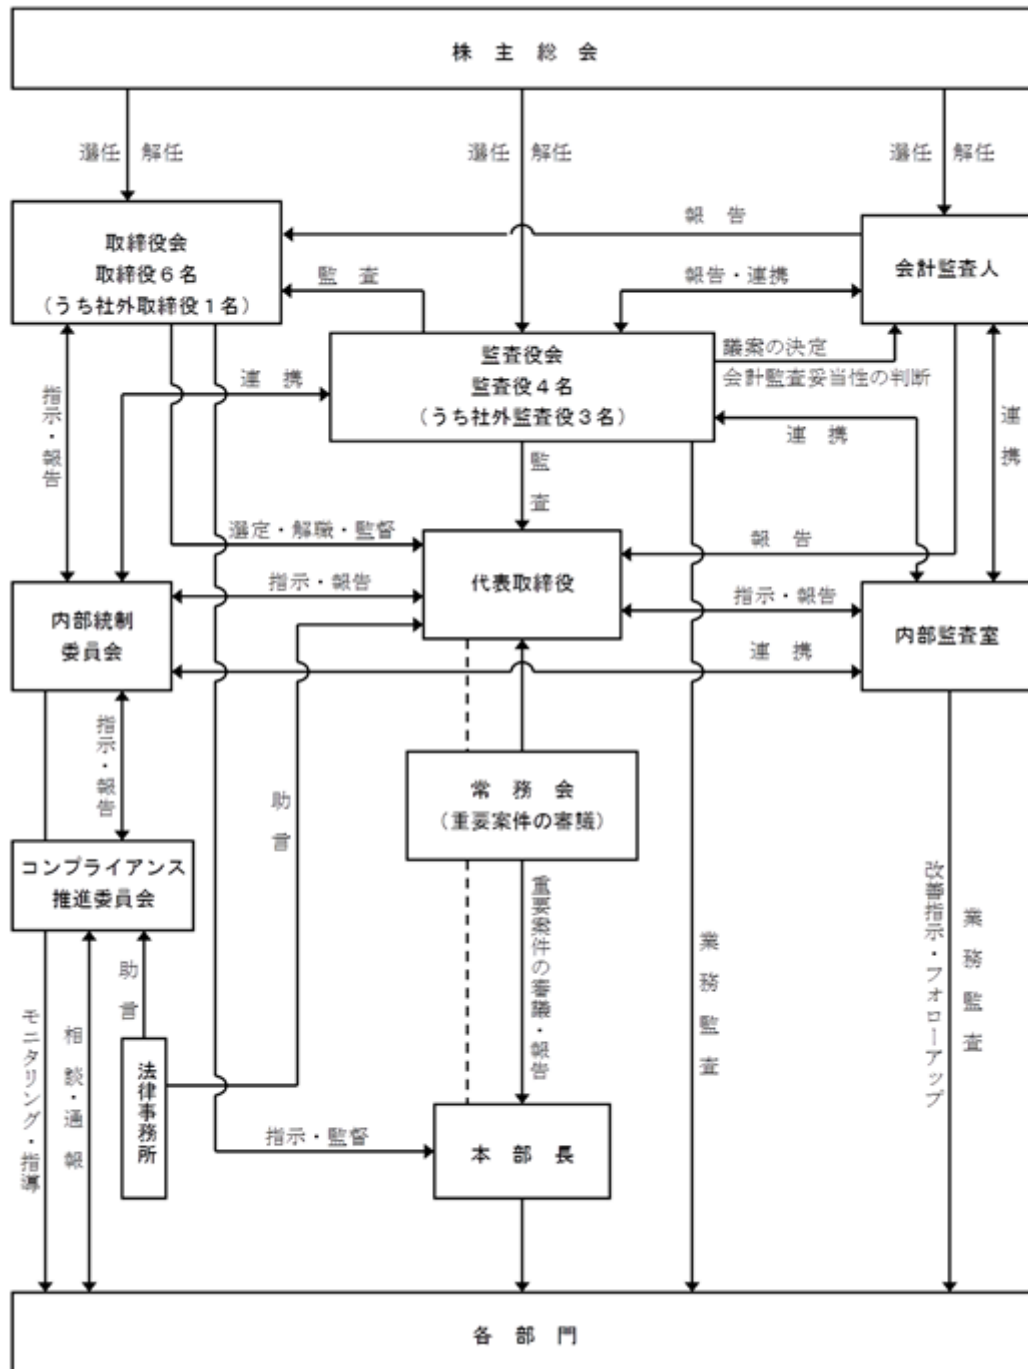 株主総会
選任 解任
選任 解任
選任 解任
取締役会
取締役6名
（うち社外取締役1名）
報告
会計監査人
監査
報告・連携
監査役会
監査役4名
（うち社外監査役3名）
議案の決定
会計監査妥当性の判断
連携
連携
指示・報告
連携
監査
選定・解職・監督
報告
代表取締役
指示・報告
指示・報告
内部統制
委員会
内部監査室
連携
指示・報告
助言
常務会
（重要案件の審議）
コンプライアンス
推進委員会
重要案件の審議・報告
業務監査
改善指示・フォローアップ
業務監査
助言
モニタリング・指導
相談・通報
法律事務所
指示・監督
本部長
各部門